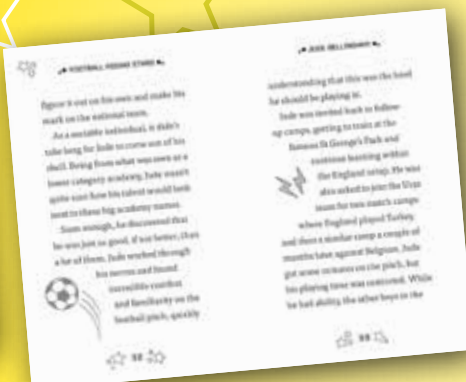 FOOTBALL RISING STARS
figure it out on his own and make his
mark on the national team.
As a sociable individual, it didn't
take long for Jude to come out of his
shell. Being from what was seen as a
lower category academy, Jude wasn't
quite sure how his talent would look
next to these big academy names.
Soon enough, he discovered that
he was just as good, if not better, than
a lot of them. Jude worked through
his nerves and found
incredible comfort
and familiarity on the
football pitch, quickly
32
JUDE BELLINGHAM
understanding that this was the level
he should be playing at.
Jude was invited back to follow-
up camps, getting to train at the
famous St George's Park and
continue learning within
the England setup. He was
also asked to join the
team for two match camps
where England played Turkey,
and then a similar camp a couple of
months later against Belgium. Jude
got some minutes on the pitch, but
his playing time was restricted. While
he had ability, the other boys in the
33